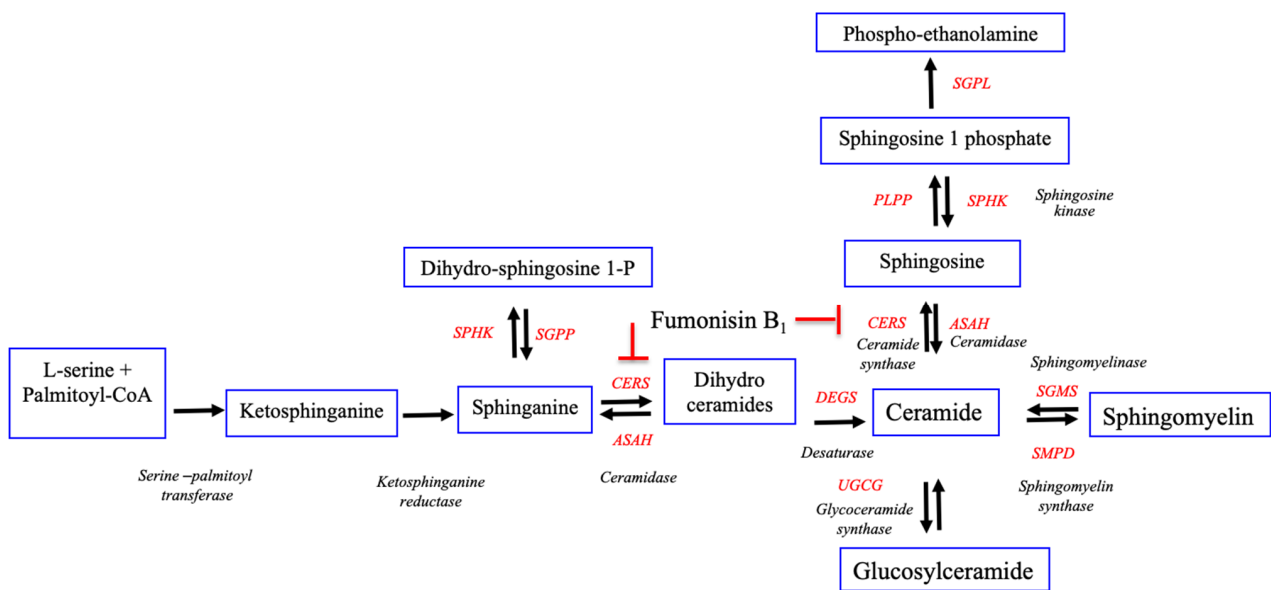 Phospho-ethanolamine
SGPL
Sphingosine 1 phosphate
PLPP
SPHK
Sphingosine
kinase
Sphingosine
Dihydro-sphingosine 1-P
SPHK
SGPP
Fumonisin B₁
CERS
Ceramide
synthase
ASAH
Ceramidase
L-serine +
Palmitoyl-CoA
Ketosphinganine
Sphinganine
CERS
ASAH
Dihydro
ceramides
DEGS
Ceramide
Sphingomyelinase
SGMS
SMPD
Sphingomyelin
Serine –palmitoyl
transferase
Ketosphinganine
reductase
Ceramidase
Desaturase
Sphingomyelin
synthase
UGCG
Glycoceramide
synthase
Glucosylceramide